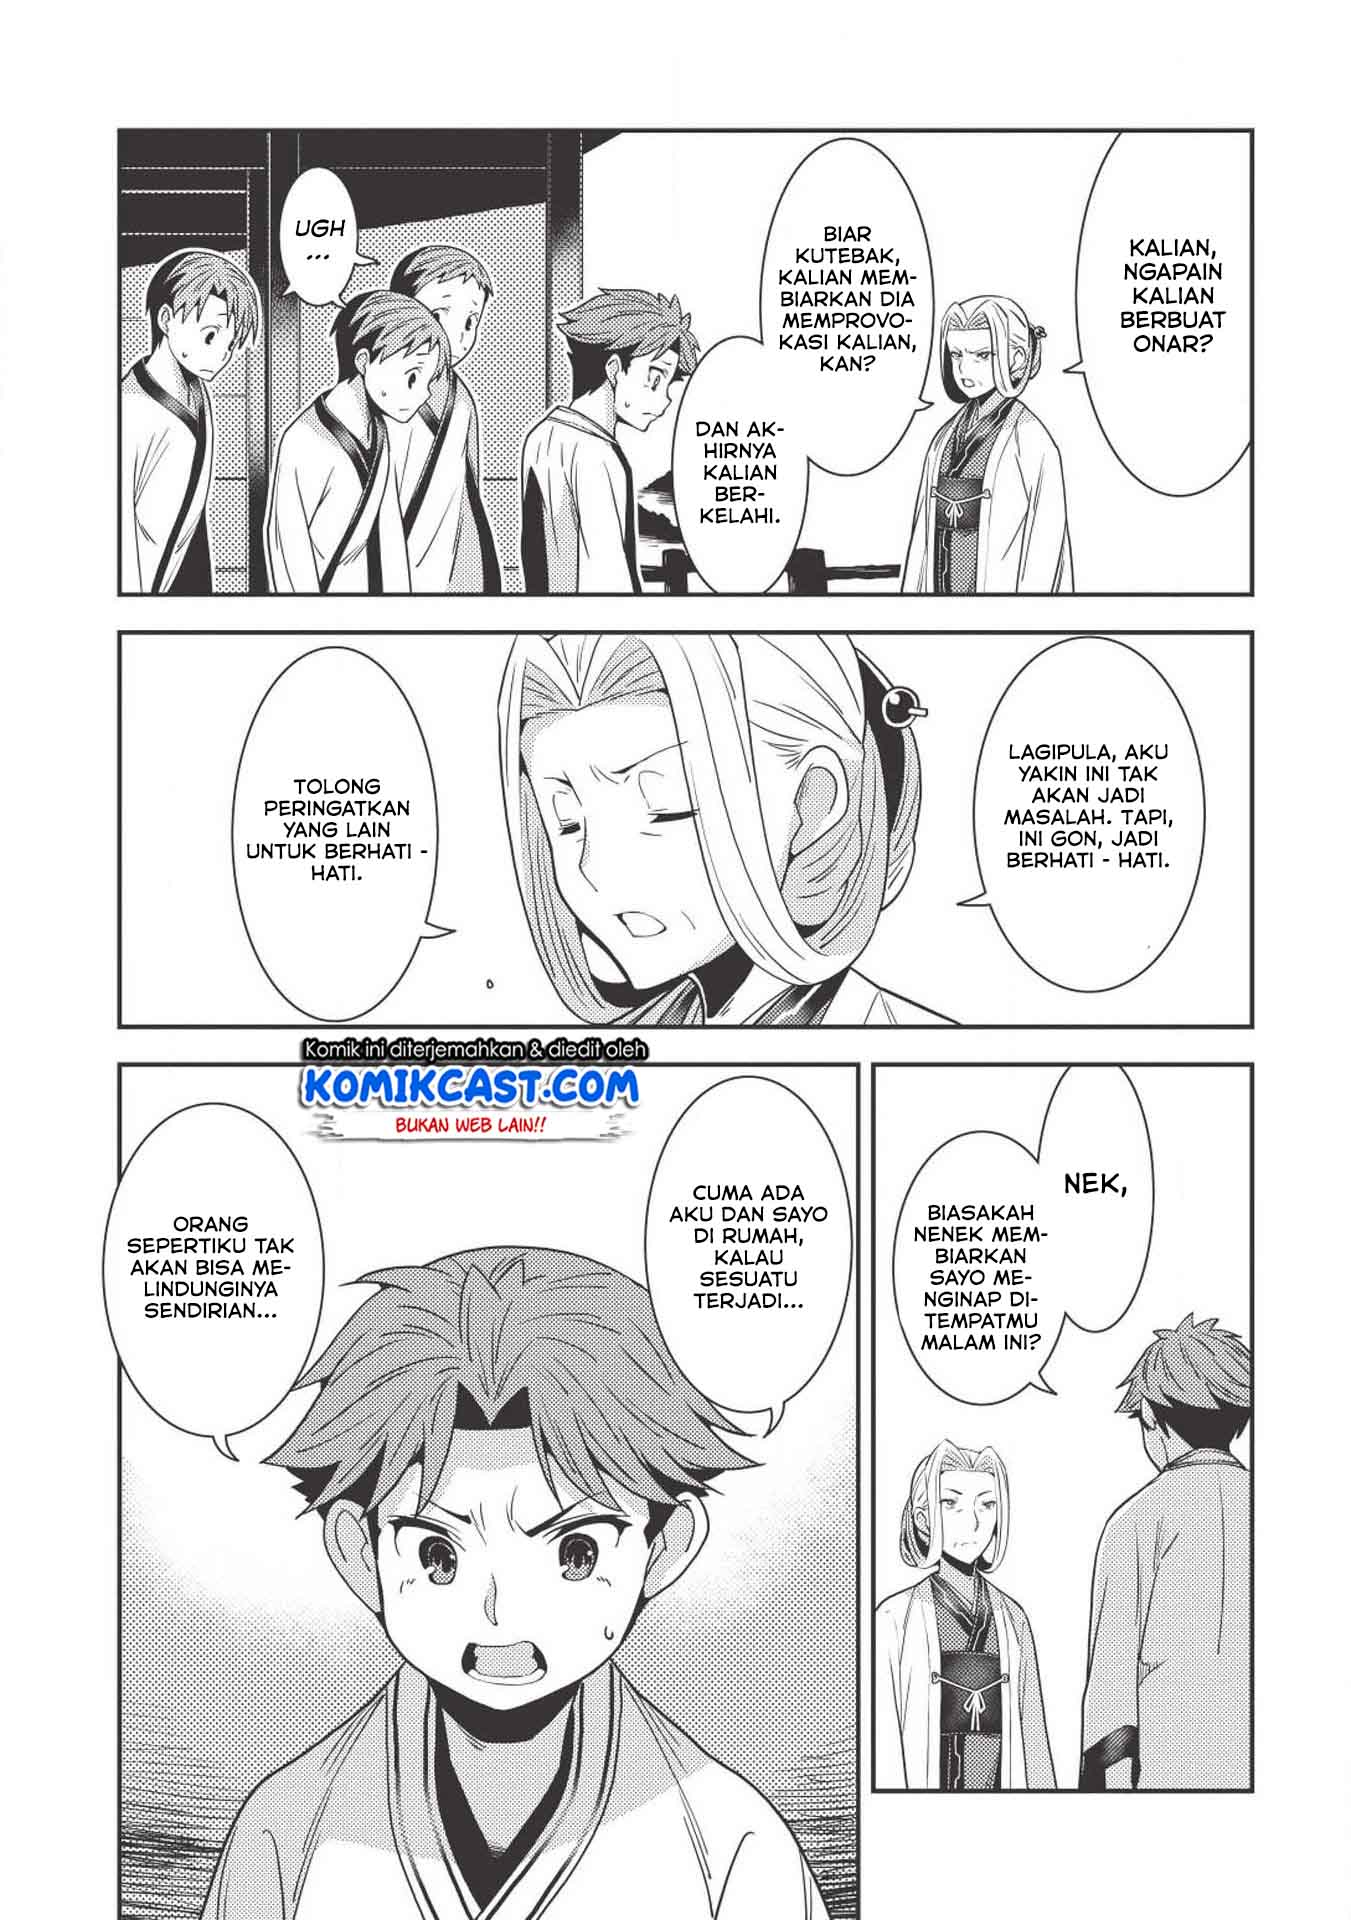 KALIAN,
NGAPAIN
KALIAN
BERBUAT
ONAR?
BIAR
KUTEBAK,
KALIAN MEM-
BIARKAN DIA
MEMPROVO-
KASI KALIAN,
KAN?
DAN AK-
HIRNYA
KALIAN
BER-
KELAHI.
UGH
...
LAGIPULA, AKU
YAKIN INI TAK
AKAN JADI
MASALAH. TAPI,
INI GON, JADI
BERHATI - HATI.
TOLONG
PERINGATKAN
YANG LAIN
UNTUK BERHATI -
HATI.
Komik ini diterjemahkan & diedit oleh
KOMIKCAST.COM
BUKAN WEB LAIN!!
NEK,
BIASAKAH
NENEK MEM-
BIARKAN
SAYO ME-
NGINAP DI-
TEMPATMU
MALAM INI?
CUMA ADA
AKU DAN SAYO
DI RUMAH,
KALAU
SESUATU
TERJADI...
ORANG
SEPERTIKU TAK
AKAN BISA ME-
LINDUNGINYA
SENDIRIAN...